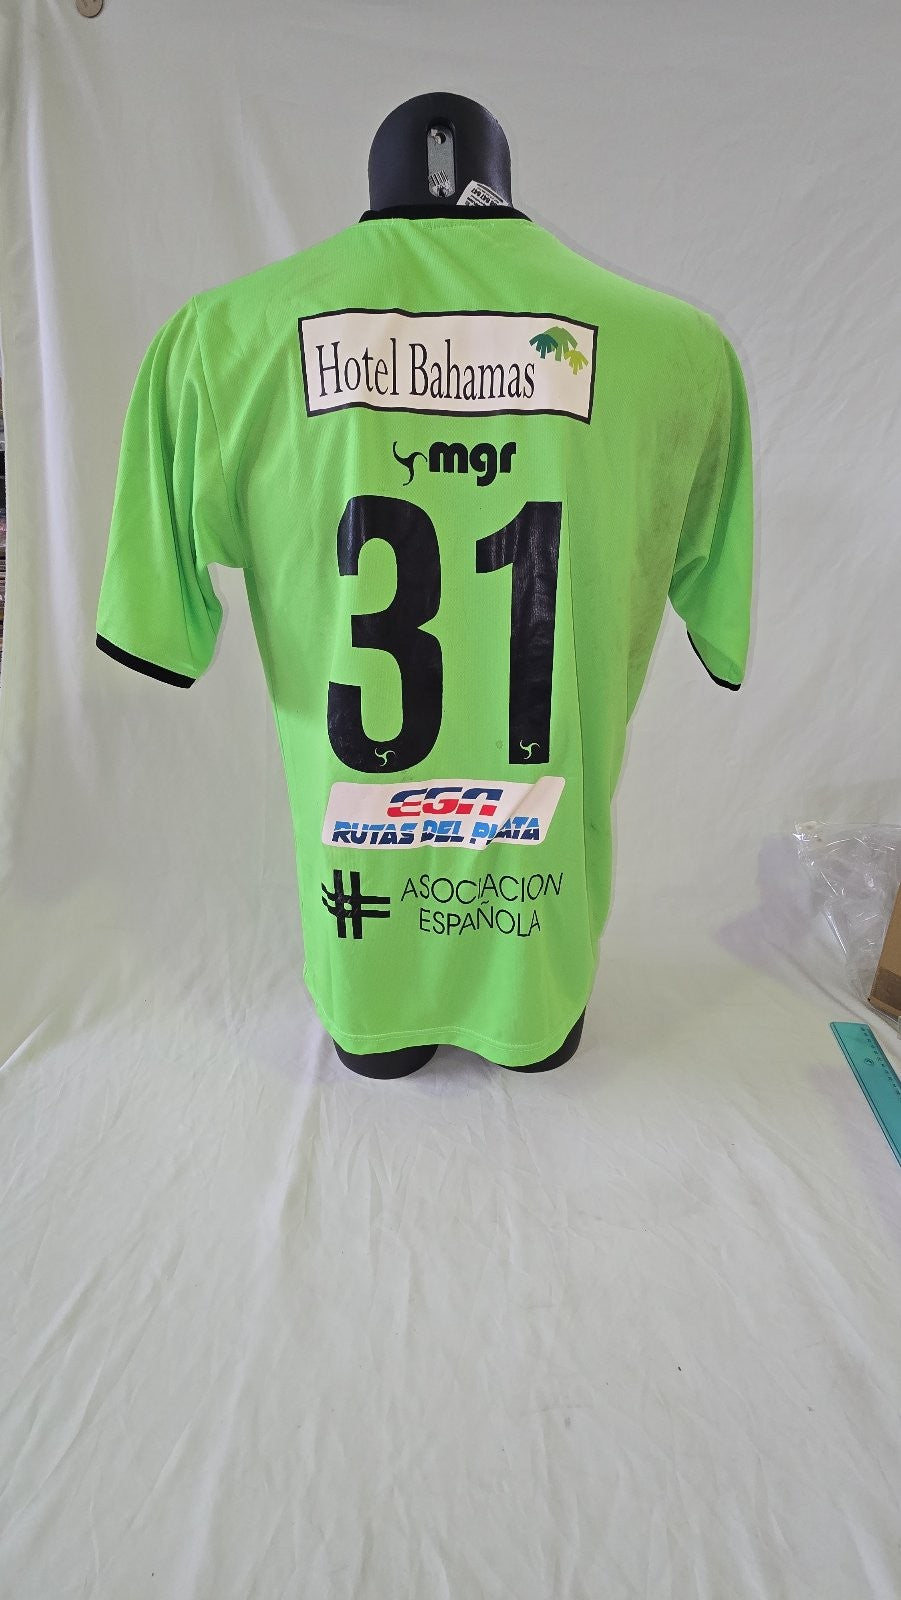 Hotel Bahamas
mgr
31
EGA
RUTAS DEL PLATA
ASOCIACION
ESPAÑOLA